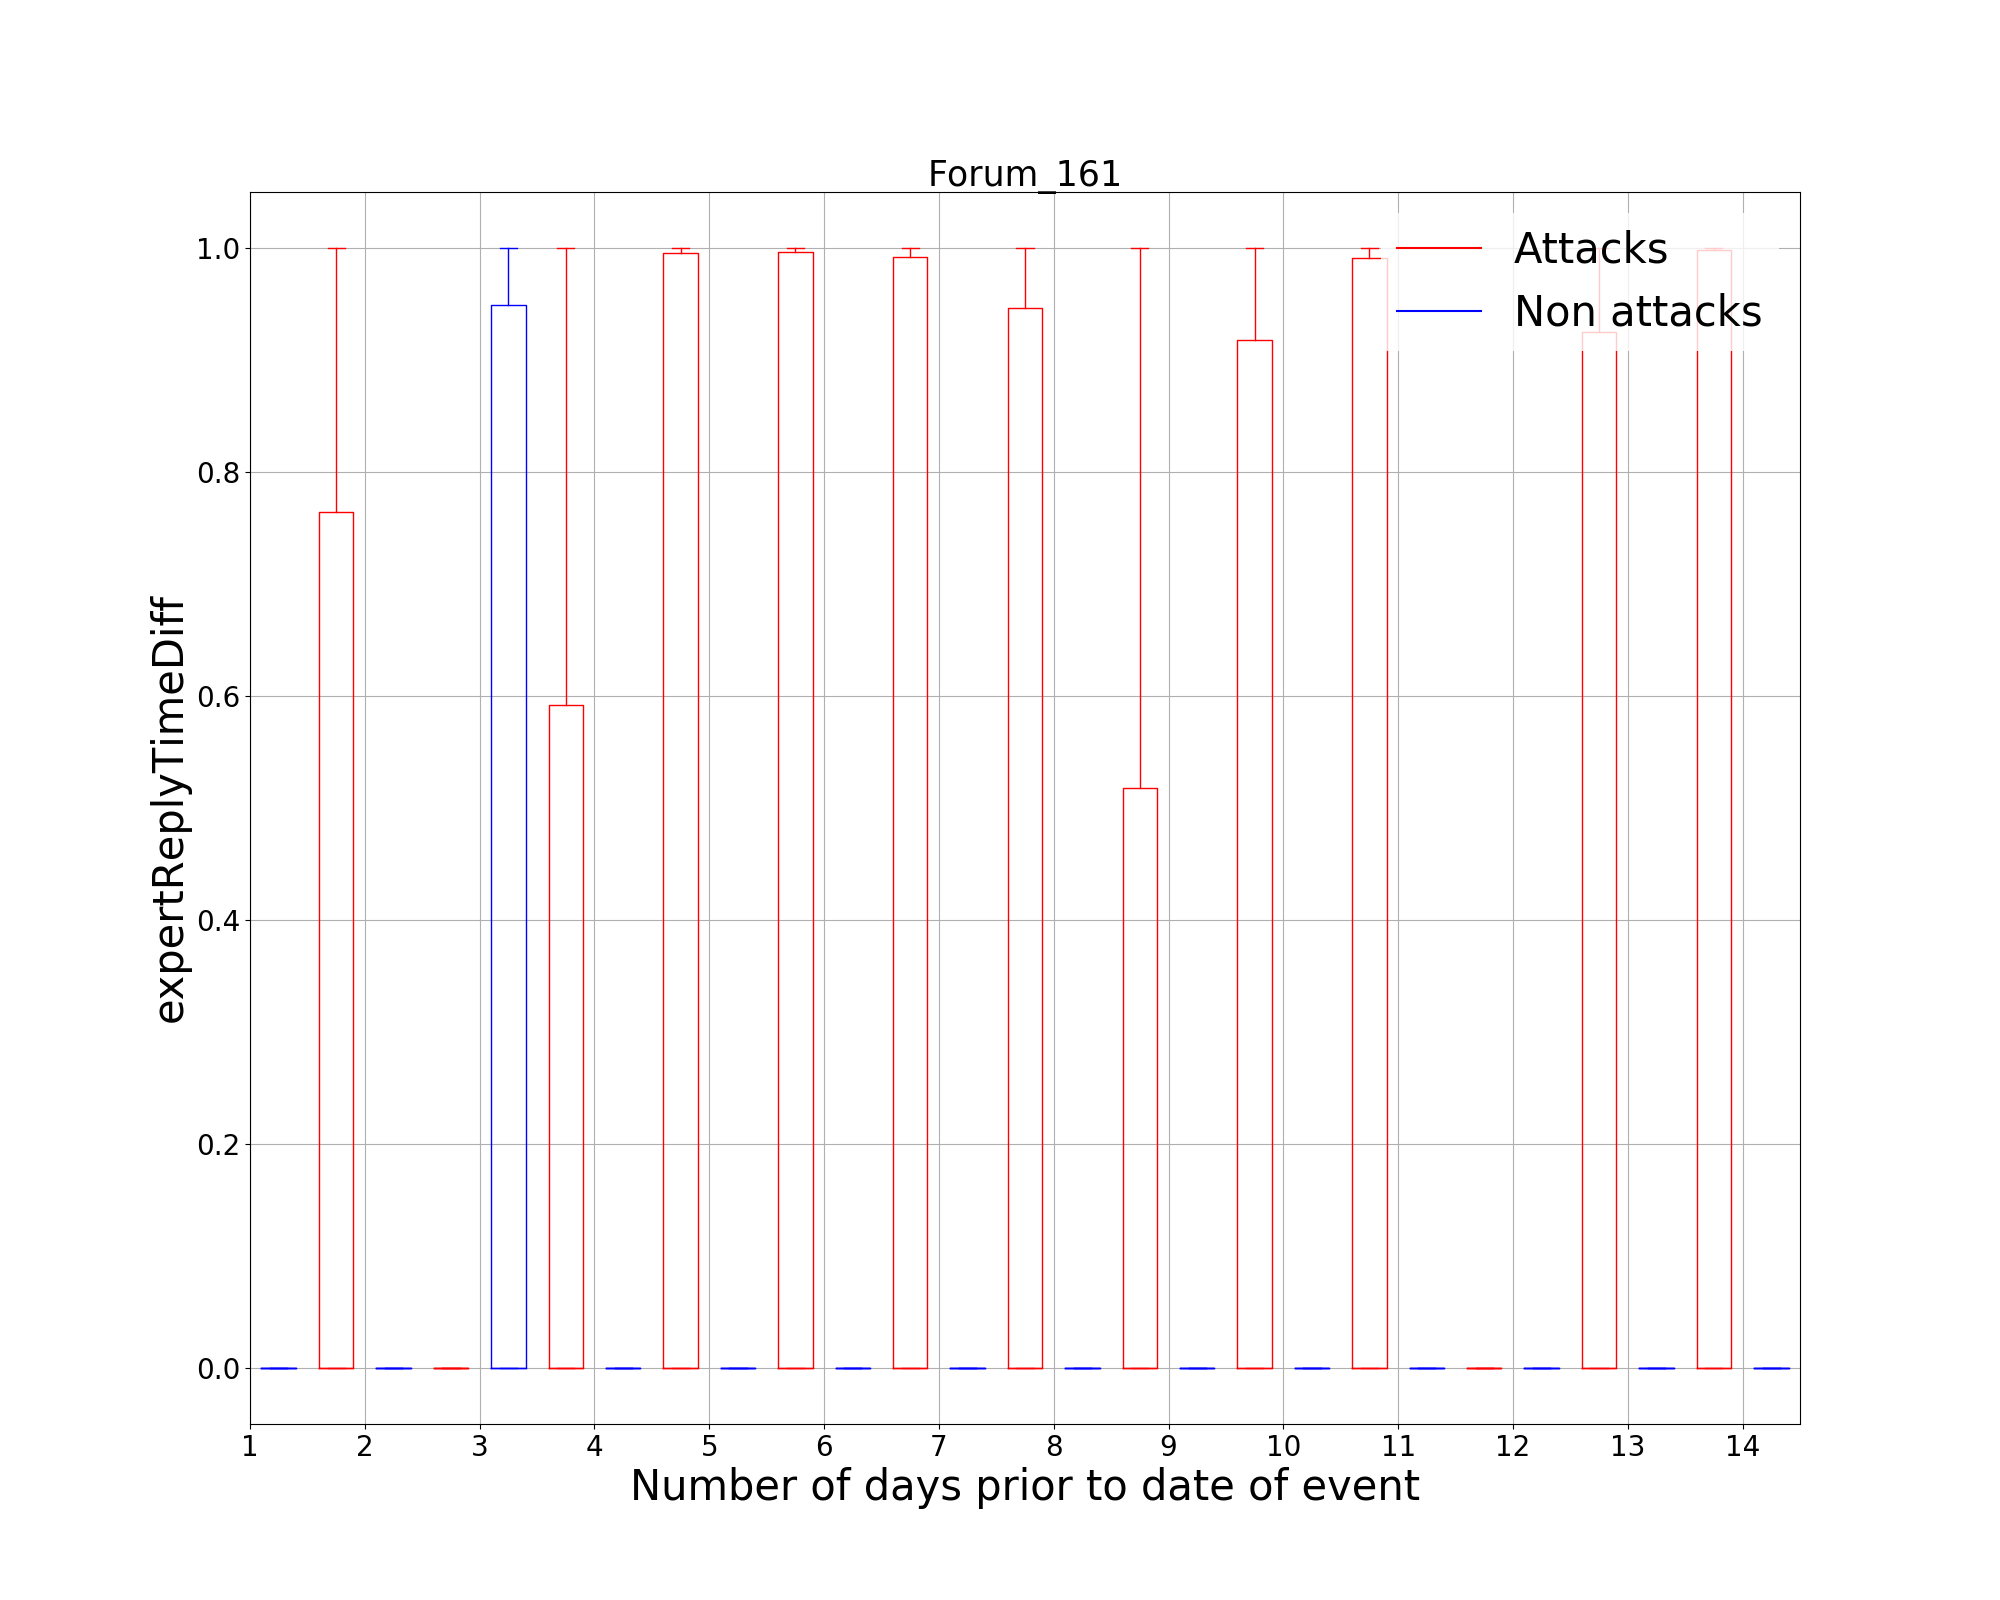 Forum_161
Attacks
Non attacks
1.0
0.8
0.6
0.4
0.2
0.0
expertReplyTimeDiff
1 2 3 4 5 6 7 8 9 10 11 12 13 14
Number of days prior to date of event